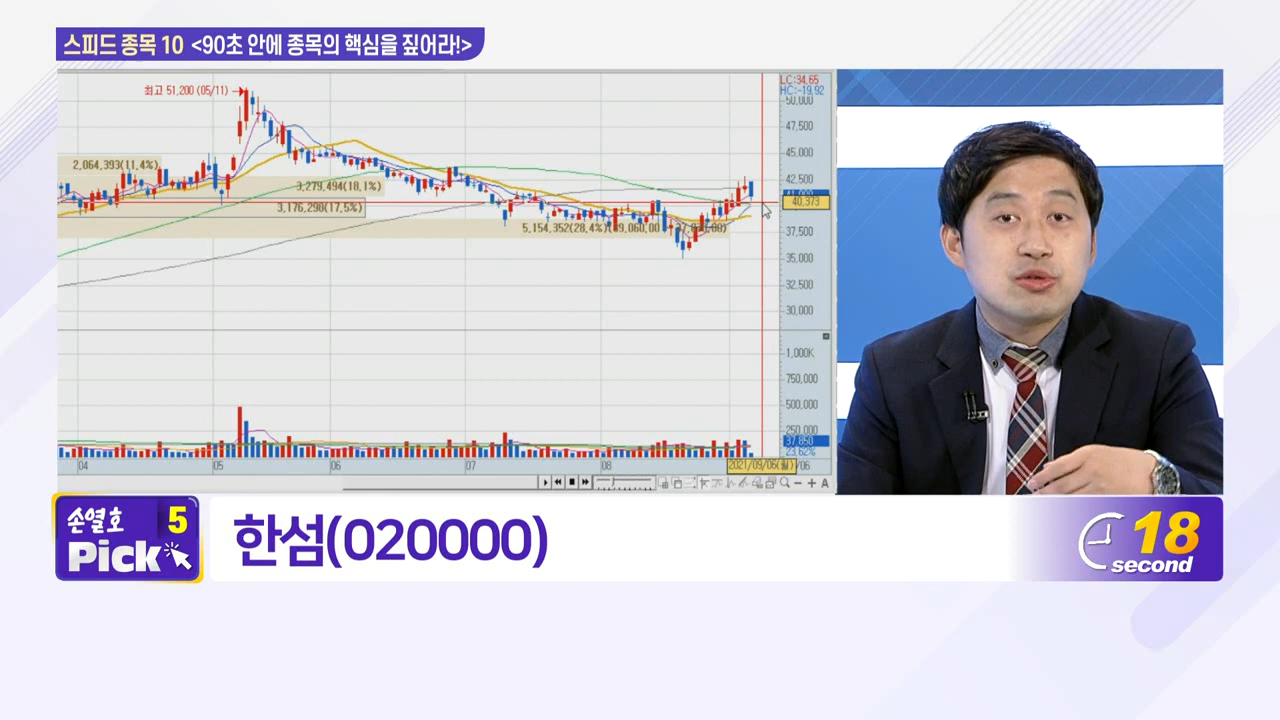 스피드 종목 10 <90초 안에 종목의 핵심을 짚어라!>
최고 51,200 (05/11)
LC:34.65
HC:-19.92
50,000
47,500
45,000
42,500
41,000
40,373
37,500
35,000
32,500
30,000
2,064,393(11.4%)
3,279,494(18.1%)
3,176,298(17.5%)
5,154,352(28.4%)
1,000K
750,000
500,000
250,000
37,850
23.62%
04
05
06
07
08
2021/09/06(월)
/06
A
손열호 5
Pick
한섬(020000)
18
second